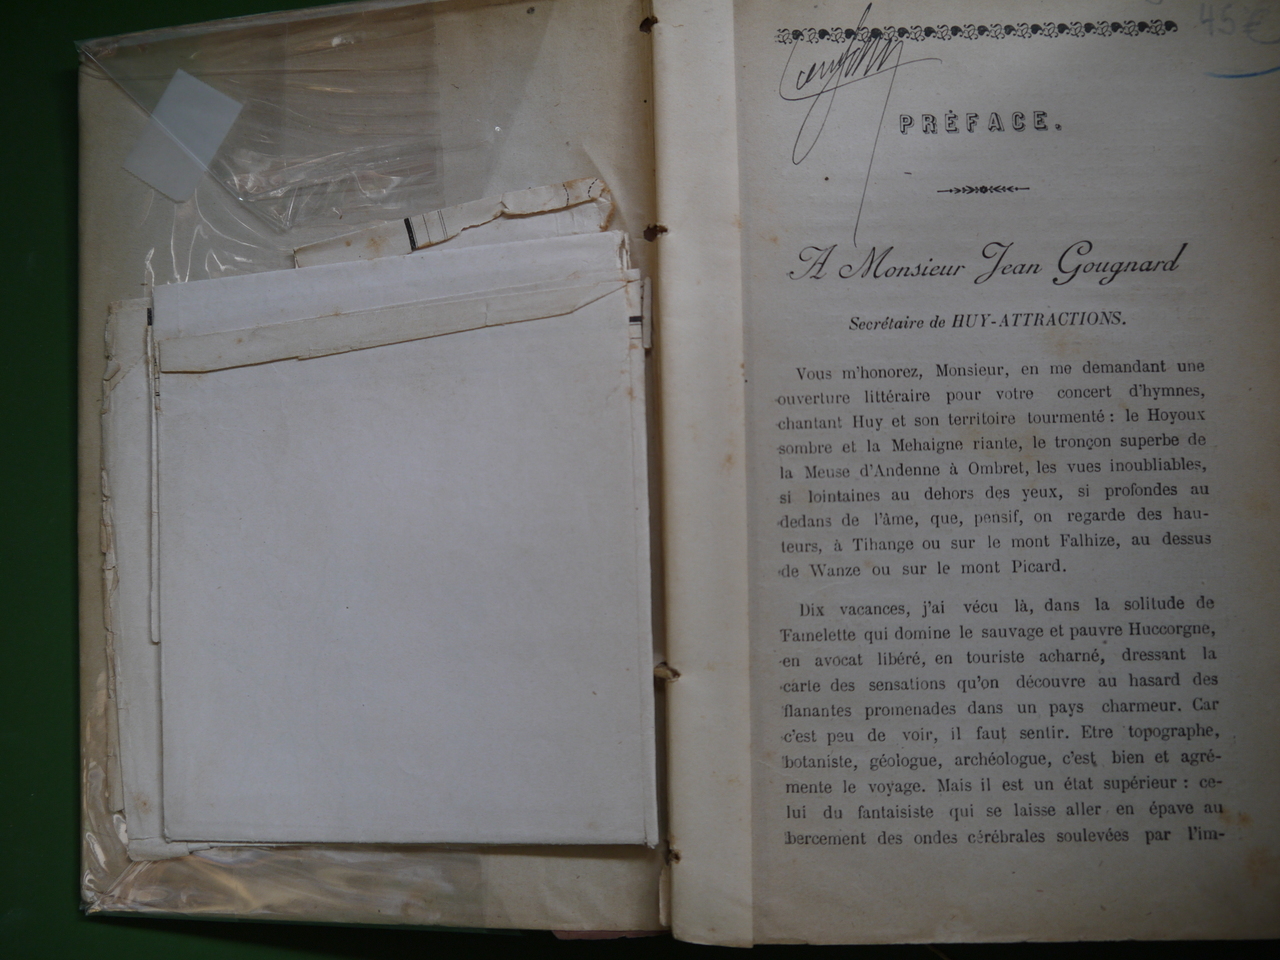 45€
PRÉFACE.
A Monsieur Jean Gougnard
Secrétaire de HUY-ATTRACTIONS.
Vous m'honorez, Monsieur, en me demandant une
ouverture littéraire pour votre concert d'hymnes,
chantant Huy et son territoire tourmenté : le Hoyoux
sombre et la Mehaigne riante, le tronçon superbe de
la Meuse d'Andenne à Ombret, les vues inoubliables,
si lointaines au dehors des yeux, si profondes au
dedans de l'âme, que, pensif, on regarde des hau-
teurs, à Tihange ou sur le mont Falhize, au dessus
de Wanze ou sur le mont Picard.
Dix vacances, j'ai vécu là, dans la solitude de
Famelette qui domine le sauvage et pauvre Huccorgne,
en avocat libéré, en touriste acharné, dressant la
carte des sensations qu'on découvre au hasard des
flanantes promenades dans un pays charmeur. Car
c'est peu de voir, il faut sentir. Etre topographe,
botaniste, géologue, archéologue, c'est bien et agré-
mente le voyage. Mais il est un état supérieur : ce-
lui du fantaisiste qui se laisse aller en épave au
bercement des ondes cérébrales soulevées par l'im-